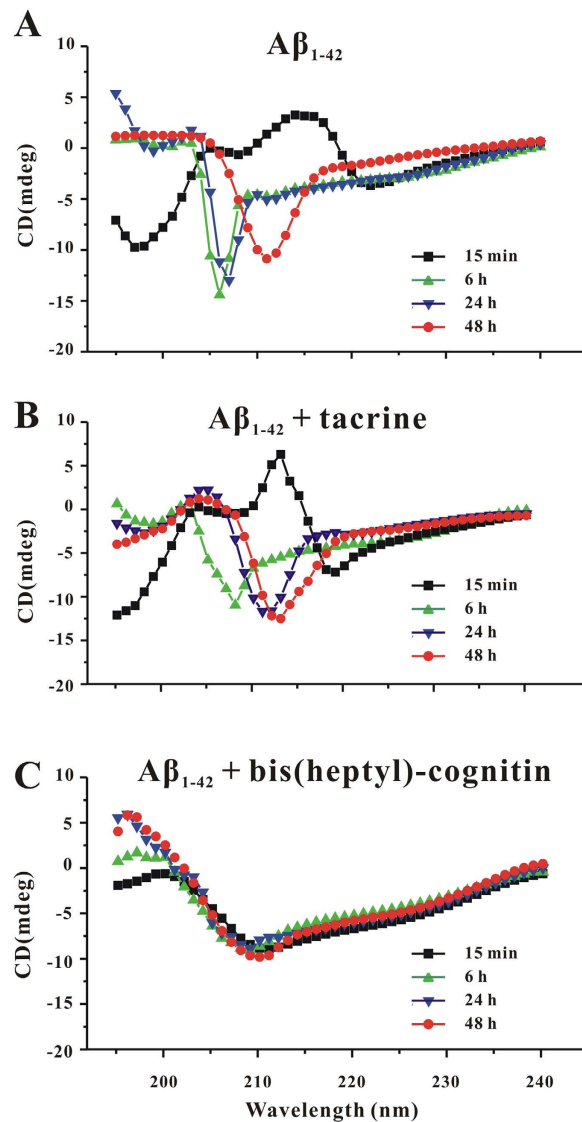 A
Aβ1-42
10
5
0
-5
-10
-15
-20
CD(mdeg)
15 min
6 h
24 h
48 h
B
Aβ1-42 + tacrine
10
5
0
-5
-10
-15
-20
CD(mdeg)
15 min
6 h
24 h
48 h
C
Aβ1-42 + bis(heptyl)-cognitin
10
5
0
-5
-10
-15
-20
CD(mdeg)
15 min
6 h
24 h
48 h
200 210 220 230 240
Wavelength (nm)